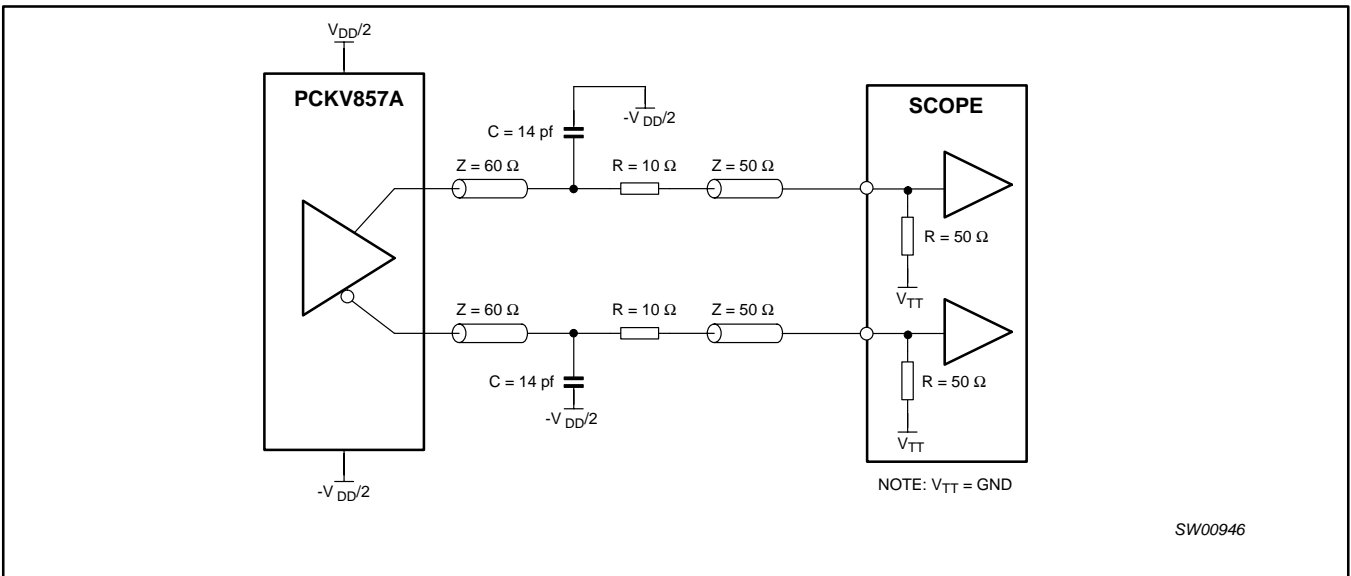 VDD/2
PCKV857A
SCOPE
-VDD/2
C = 14 pf
Z = 60 Ω
R = 10 Ω
Z = 50 Ω
R = 50 Ω
VTT
Z = 60 Ω
R = 10 Ω
Z = 50 Ω
C = 14 pf
R = 50 Ω
-VDD/2
VTT
-VDD/2
NOTE: VTT = GND
SW00946